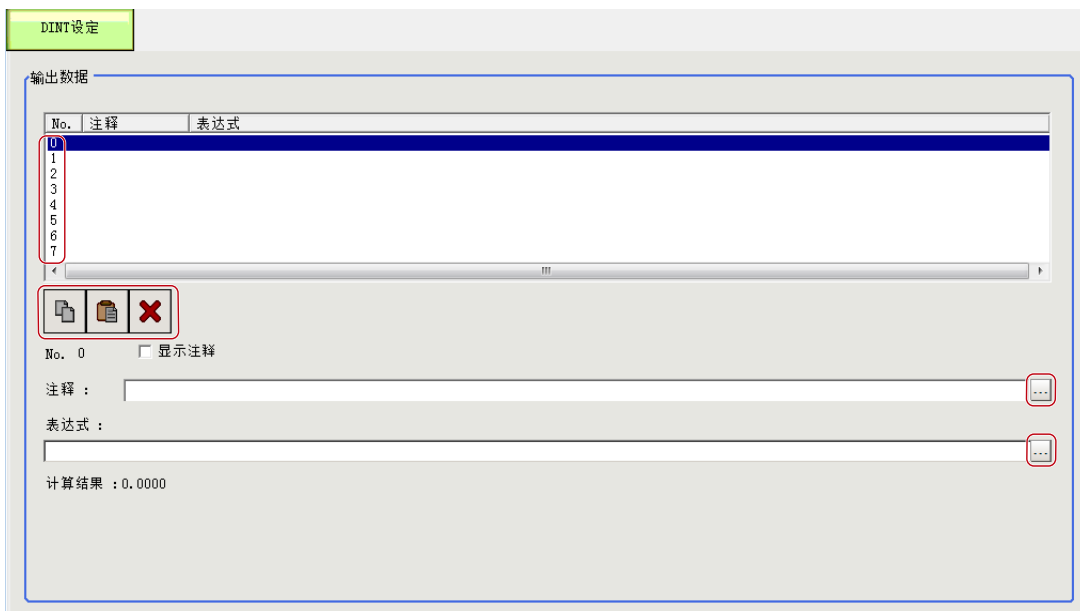 DINT设定
输出数据
No. 注释 表达式
0
1
2
3
4
5
6
7
No. 0 显示注释
注释 : ...
表达式 :
...
计算结果 :0.0000